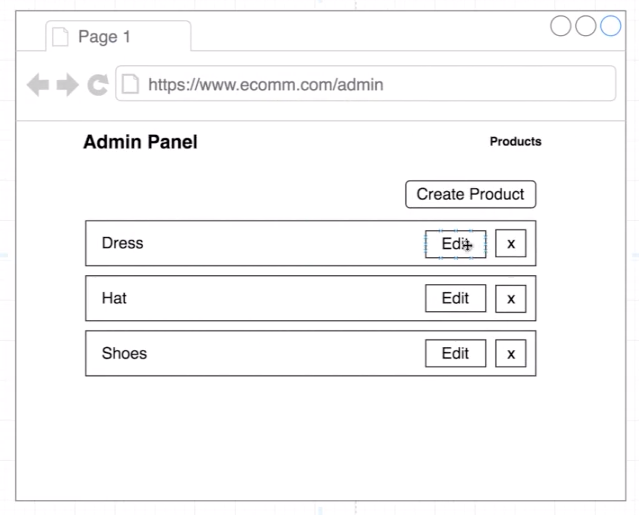 Page 1
https://www.ecomm.com/admin
Admin Panel Products
Create Product
Dress Edit x
Hat Edit x
Shoes Edit x